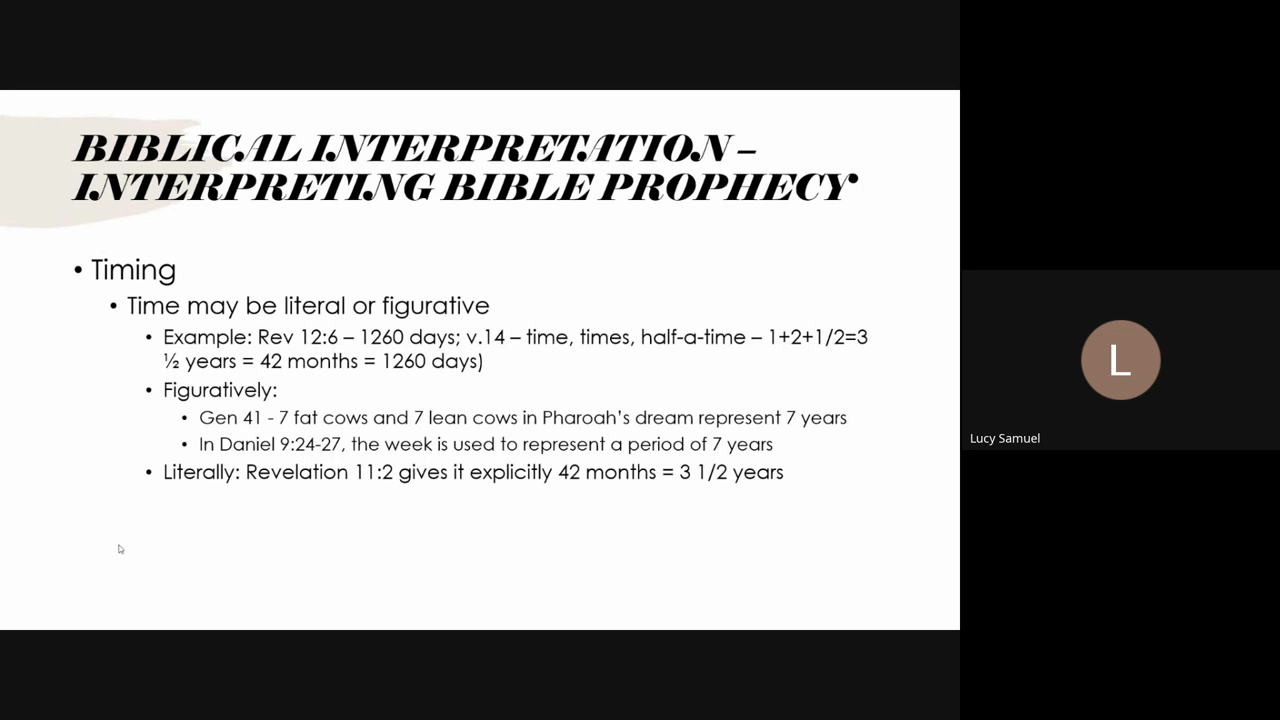 BIBLICAL INTERPRETATION –
INTERPRETING BIBLE PROPHECY
• Timing
• Time may be literal or figurative
• Example: Rev 12:6 – 1260 days; v.14 – time, times, half-a-time – 1+2+1/2=3
½ years = 42 months = 1260 days)
• Figuratively:
• Gen 41 - 7 fat cows and 7 lean cows in Pharoah's dream represent 7 years
• In Daniel 9:24-27, the week is used to represent a period of 7 years
• Literally: Revelation 11:2 gives it explicitly 42 months = 3 1/2 years
L
Lucy Samuel